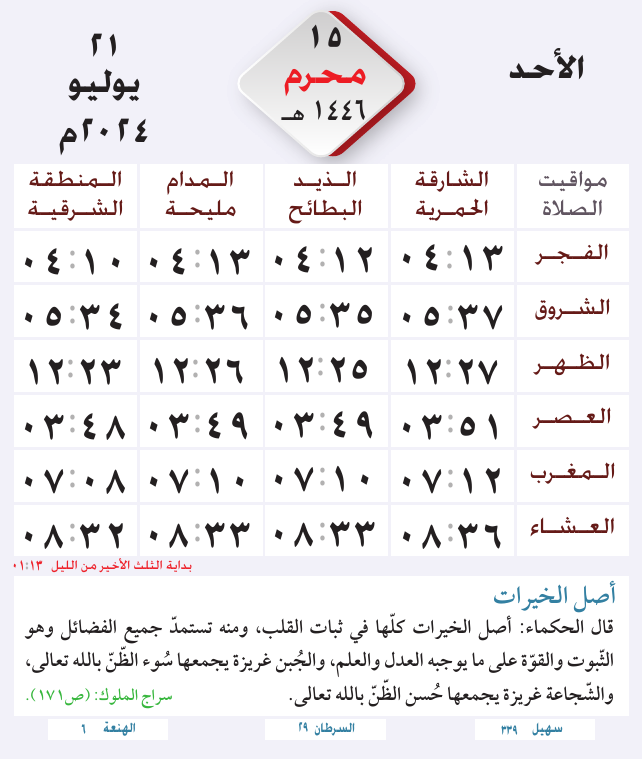 الأحد
١٥
محرم
١٤٤٦ هـ
٢١
يوليو
٢٠٢٤م
مواقيت الصلاة	الشارقة الحمرية	الذيد البطائح	المدام مليحة	المنطقة الشرقية
الفجر	٠٤:١٣	٠٤:١٢	٠٤:١٣	٠٤:١٠
الشروق	٠٥:٣٧	٠٥:٣٥	٠٥:٣٦	٠٥:٣٤
الظهر	١٢:٢٧	١٢:٢٥	١٢:٢٦	١٢:٢٣
العصر	٠٣:٥١	٠٣:٤٩	٠٣:٤٩	٠٣:٤٨
المغرب	٠٧:١٢	٠٧:١٠	٠٧:١٠	٠٧:٠٨
العشاء	٠٨:٣٦	٠٨:٣٣	٠٨:٣٣	٠٨:٣٢
بداية الثلث الأخير من الليل ٠١:١٣
أصل الخيرات
قال الحكماء: أصل الخيرات كلّها في ثبات القلب، ومنه تستمدّ جميع الفضائل وهو
الثّبوت والقوّة على ما يوجبه العدل والعلم، والجُبن غريزة يجمعها سُوء الظّنّ بالله تعالى،
والشّجاعة غريزة يجمعها حُسن الظّنّ بالله تعالى. سراج الملوك: (ص١٧١).
سهيل ٣٣٩	السرطان ٢٩	الهنعة ٦